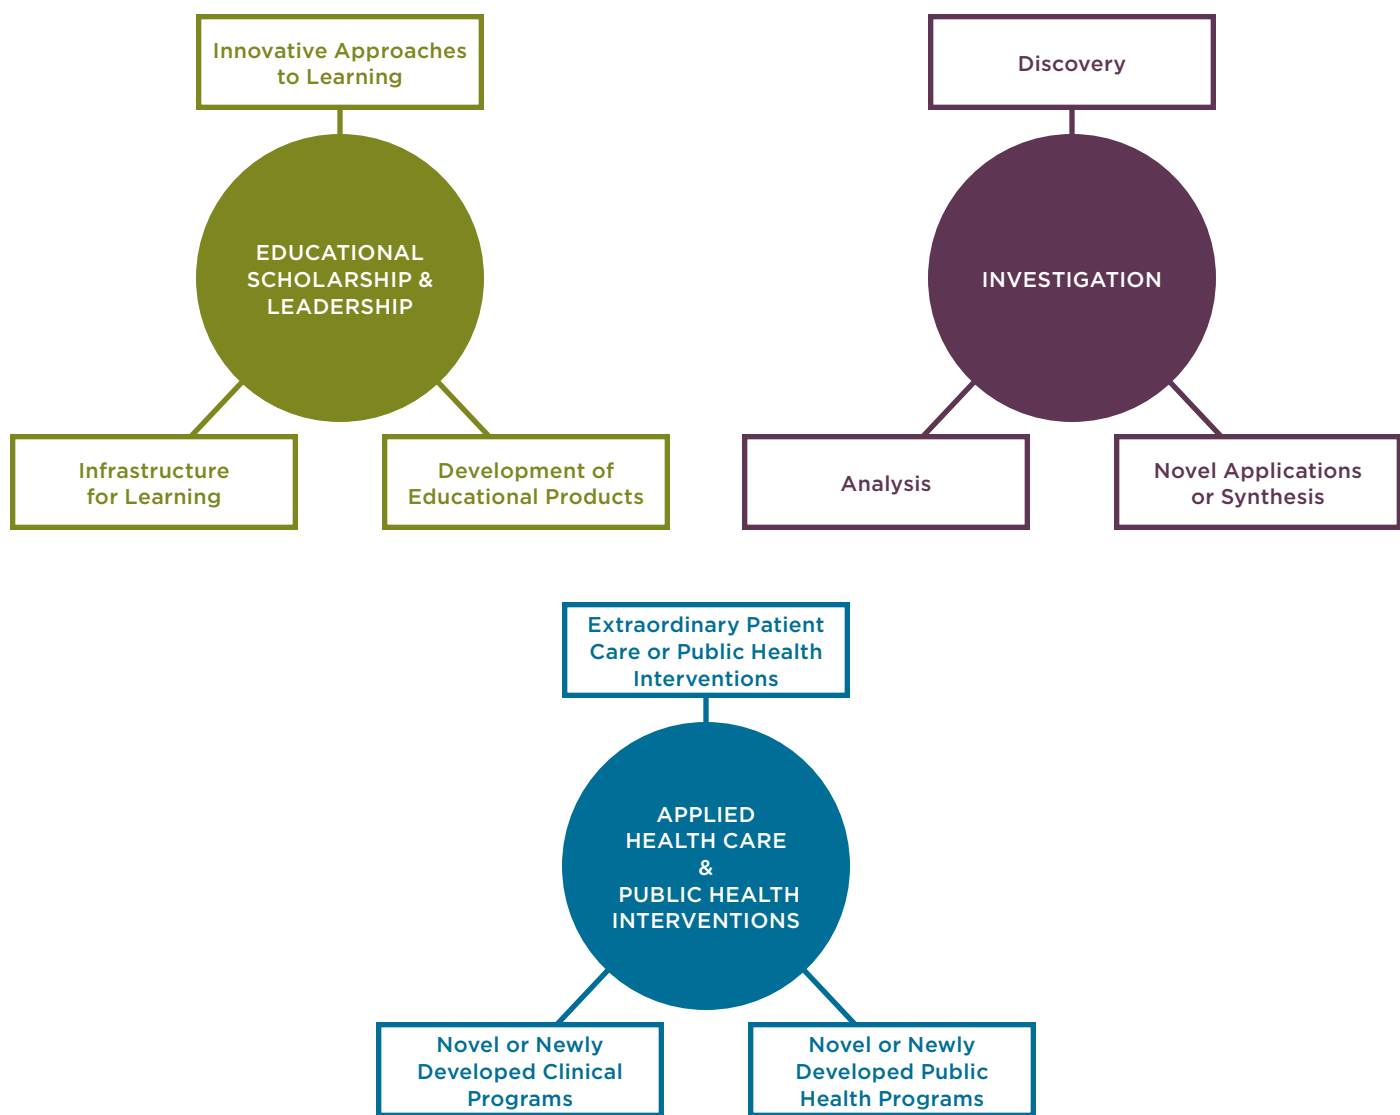 Innovative Approaches
to Learning
EDUCATIONAL
SCHOLARSHIP &
LEADERSHIP
Infrastructure
for Learning
Development of
Educational Products
Discovery
INVESTIGATION
Analysis
Novel Applications
or Synthesis
Extraordinary Patient
Care or Public Health
Interventions
APPLIED
HEALTH CARE
&
PUBLIC HEALTH
INTERVENTIONS
Novel or Newly
Developed Clinical
Programs
Novel or Newly
Developed Public
Health Programs